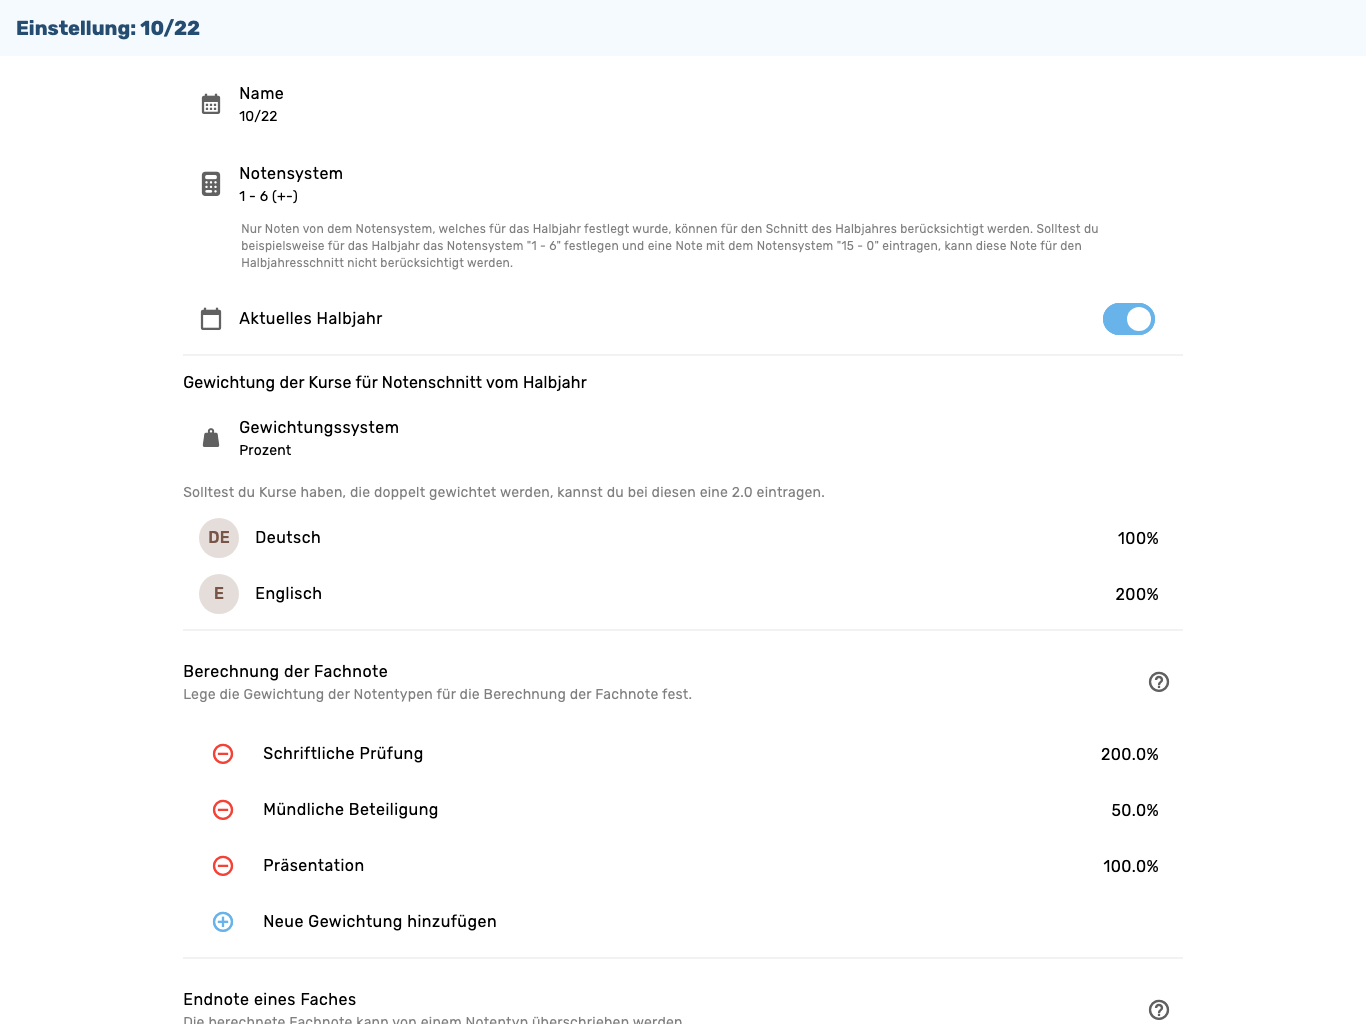 Einstellung: 10/22
Name
10/22
Notensystem
1 - 6 (+-)
Nur Noten von dem Notensystem, welches für das Halbjahr festlegt wurde, können für den Schnitt des Halbjahres berücksichtigt werden. Solltest du
beispielsweise für das Halbjahr das Notensystem "1 - 6" festlegen und eine Note mit dem Notensystem "15 - 0" eintragen, kann diese Note für den
Halbjahresschnitt nicht berücksichtigt werden.
Aktuelles Halbjahr
Gewichtung der Kurse für Notenschnitt vom Halbjahr
Gewichtungssystem
Prozent
Solltest du Kurse haben, die doppelt gewichtet werden, kannst du bei diesen eine 2.0 eintragen.
DE Deutsch 100%
E Englisch 200%
Berechnung der Fachnote
Lege die Gewichtung der Notentypen für die Berechnung der Fachnote fest.
Schriftliche Prüfung 200.0%
Mündliche Beteiligung 50.0%
Präsentation 100.0%
Neue Gewichtung hinzufügen
Endnote eines Faches
Die berechnete Fachnote kann von einem Notentyp überschrieben werden.